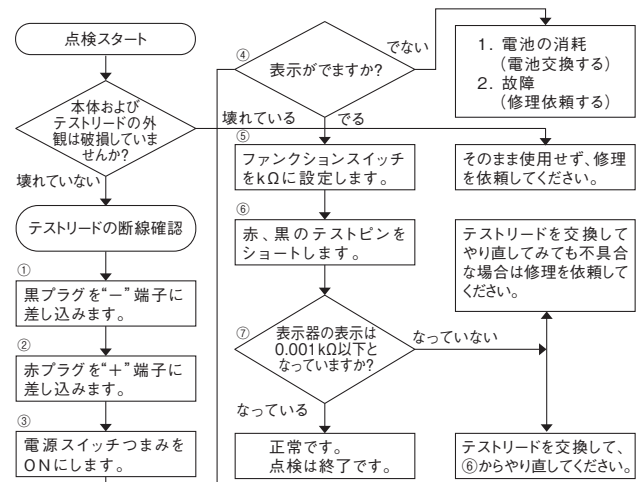 点検スタート
本体および
テストリードの外
観は破損していま
せんか?
壊れている
壊れていない
テストリードの断線確認
①
黒プラグを“－”端子に
差し込みます。
②
赤プラグを“＋”端子に
差し込みます。
③
電源スイッチつまみを
ONにします。
④
表示がでますか?
でない
でる
1. 電池の消耗
(電池交換する)
2. 故障
(修理依頼する)
そのまま使用せず、修理
を依頼してください。
⑤
ファンクションスイッチ
をkΩに設定します。
⑥
赤、黒のテストピンを
ショートします。
⑦
表示器の表示は
0.001kΩ以下と
なっていますか?
なっていない
なっている
テストリードを交換して
やり直してみても不具合
な場合は修理を依頼して
ください。
正常です。
点検は終了です。
テストリードを交換して、
⑥からやり直してください。